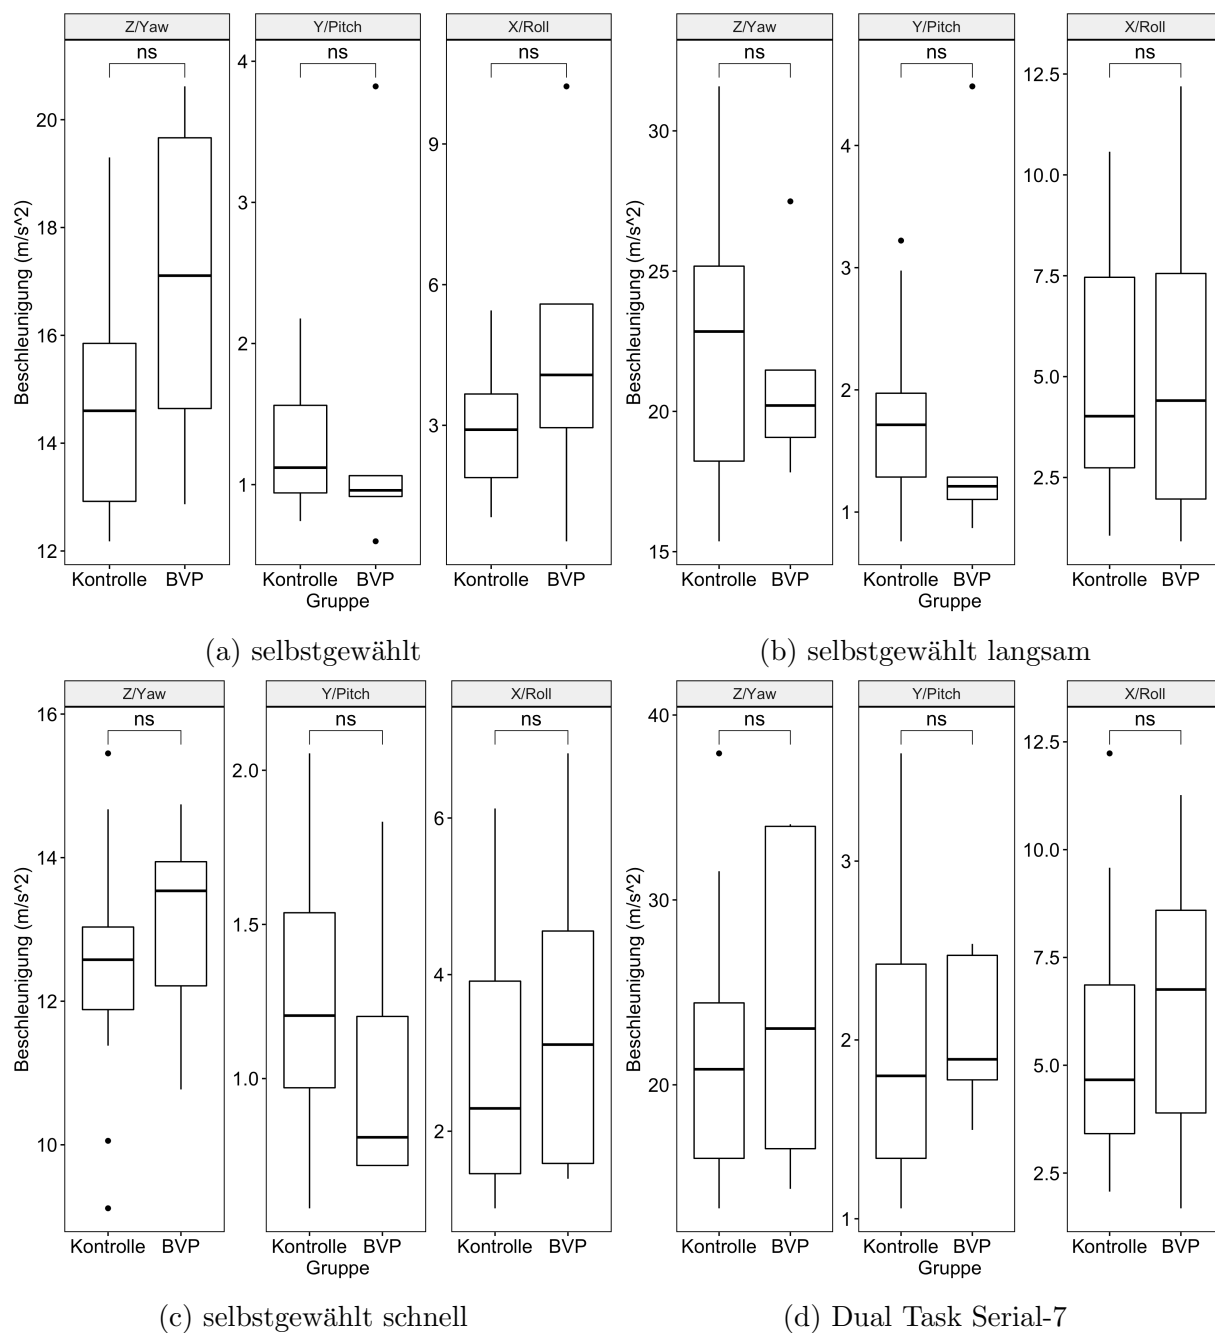 Z/Yaw Y/Pitch X/Roll
ns ns ns
Beschleunigung (m/s^2)
20
18
16
14
12
4
3
2
1
9
6
3
Kontrolle BVP Kontrolle BVP Kontrolle BVP
Gruppe
(a) selbstgewählt
Z/Yaw Y/Pitch X/Roll
ns ns ns
Beschleunigung (m/s^2)
30
25
20
15
4
3
2
1
12.5
10.0
7.5
5.0
2.5
Kontrolle BVP Kontrolle BVP Kontrolle BVP
Gruppe
(b) selbstgewählt langsam
Z/Yaw Y/Pitch X/Roll
ns ns ns
Beschleunigung (m/s^2)
16
14
12
10
2.0
1.5
1.0
6
4
2
Kontrolle BVP Kontrolle BVP Kontrolle BVP
Gruppe
(c) selbstgewählt schnell
Z/Yaw Y/Pitch X/Roll
ns ns ns
Beschleunigung (m/s^2)
40
30
20
3
2
1
12.5
10.0
7.5
5.0
2.5
Kontrolle BVP Kontrolle BVP Kontrolle BVP
Gruppe
(d) Dual Task Serial-7